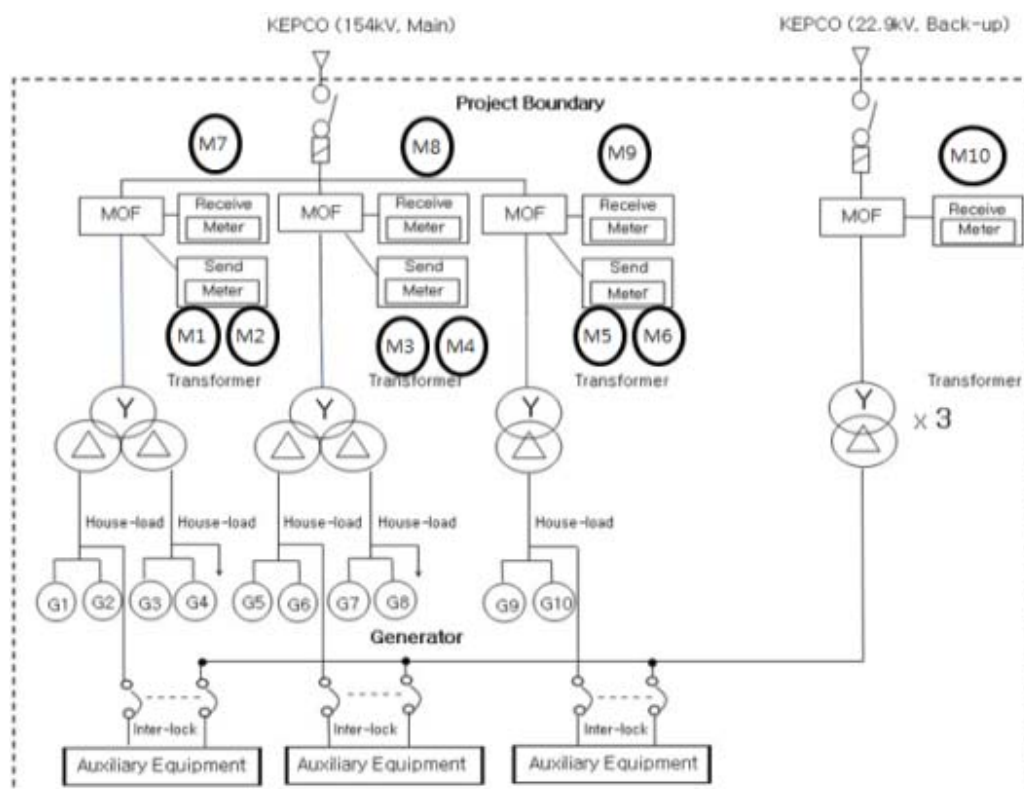 KEPCO (154kV, Main)
KEPCO (22.9kV, Back-up)
Project Boundary
M7
M8
M9
M10
MOF
Receive
Meter
MOF
Receive
Meter
MOF
Receive
Meter
MOF
Receive
Meter
Send
Meter
Send
Meter
Send
Meter
M1
M2
M3
M4
M5
M6
Transformer
Transformer
Transformer
Transformer
Y
Y
Y
Y
x 3
House-load
House-load
House-load
House-load
House-load
G1
G2
G3
G4
G5
G6
G7
G8
G9
G10
Generator
Inter-lock
Inter-lock
Inter-lock
Auxiliary Equipment
Auxiliary Equipment
Auxiliary Equipment